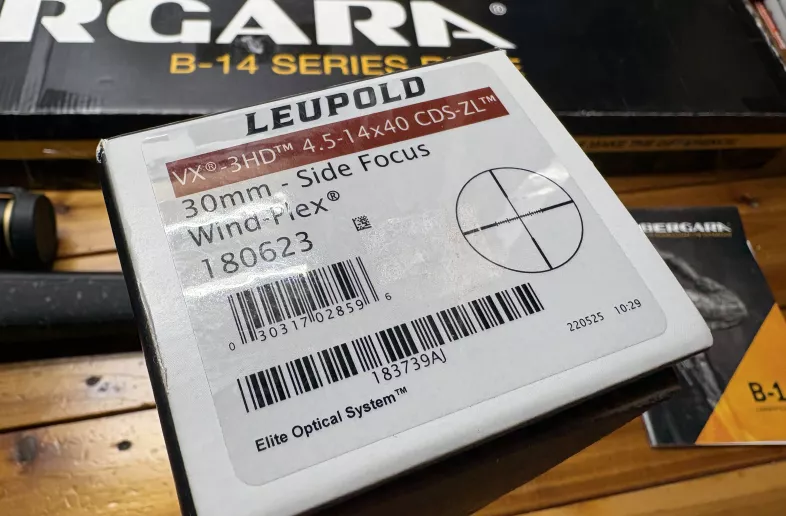 RGARA®
B-14 SERIES
LEUPOLD
VX®-3HD™ 4.5-14x40 CDS-ZL™
30mm - Side Focus
Wind-Plex®
180623
0 30317 02859 6
183739AJ
220525 10:29
Elite Optical System™
BERGARA
B-1